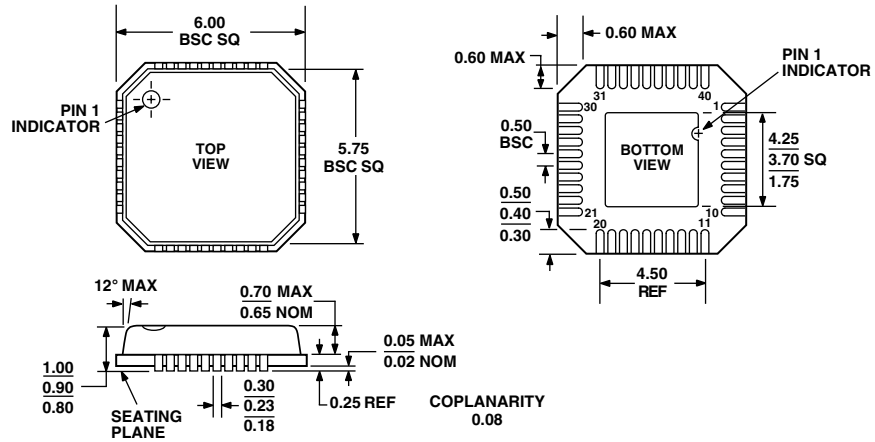 6.00
BSC SQ
PIN 1
INDICATOR
TOP
VIEW
5.75
BSC SQ
0.60 MAX
0.60 MAX
PIN 1
INDICATOR
31
40
30
1
0.50
BSC
BOTTOM
VIEW
4.25
3.70 SQ
1.75
0.50
0.40
0.30
21
10
20
11
4.50
REF
12° MAX
0.70 MAX
0.65 NOM
0.05 MAX
0.02 NOM
1.00
0.90
0.80
SEATING
PLANE
0.30
0.23
0.18
0.25 REF
COPLANARITY
0.08